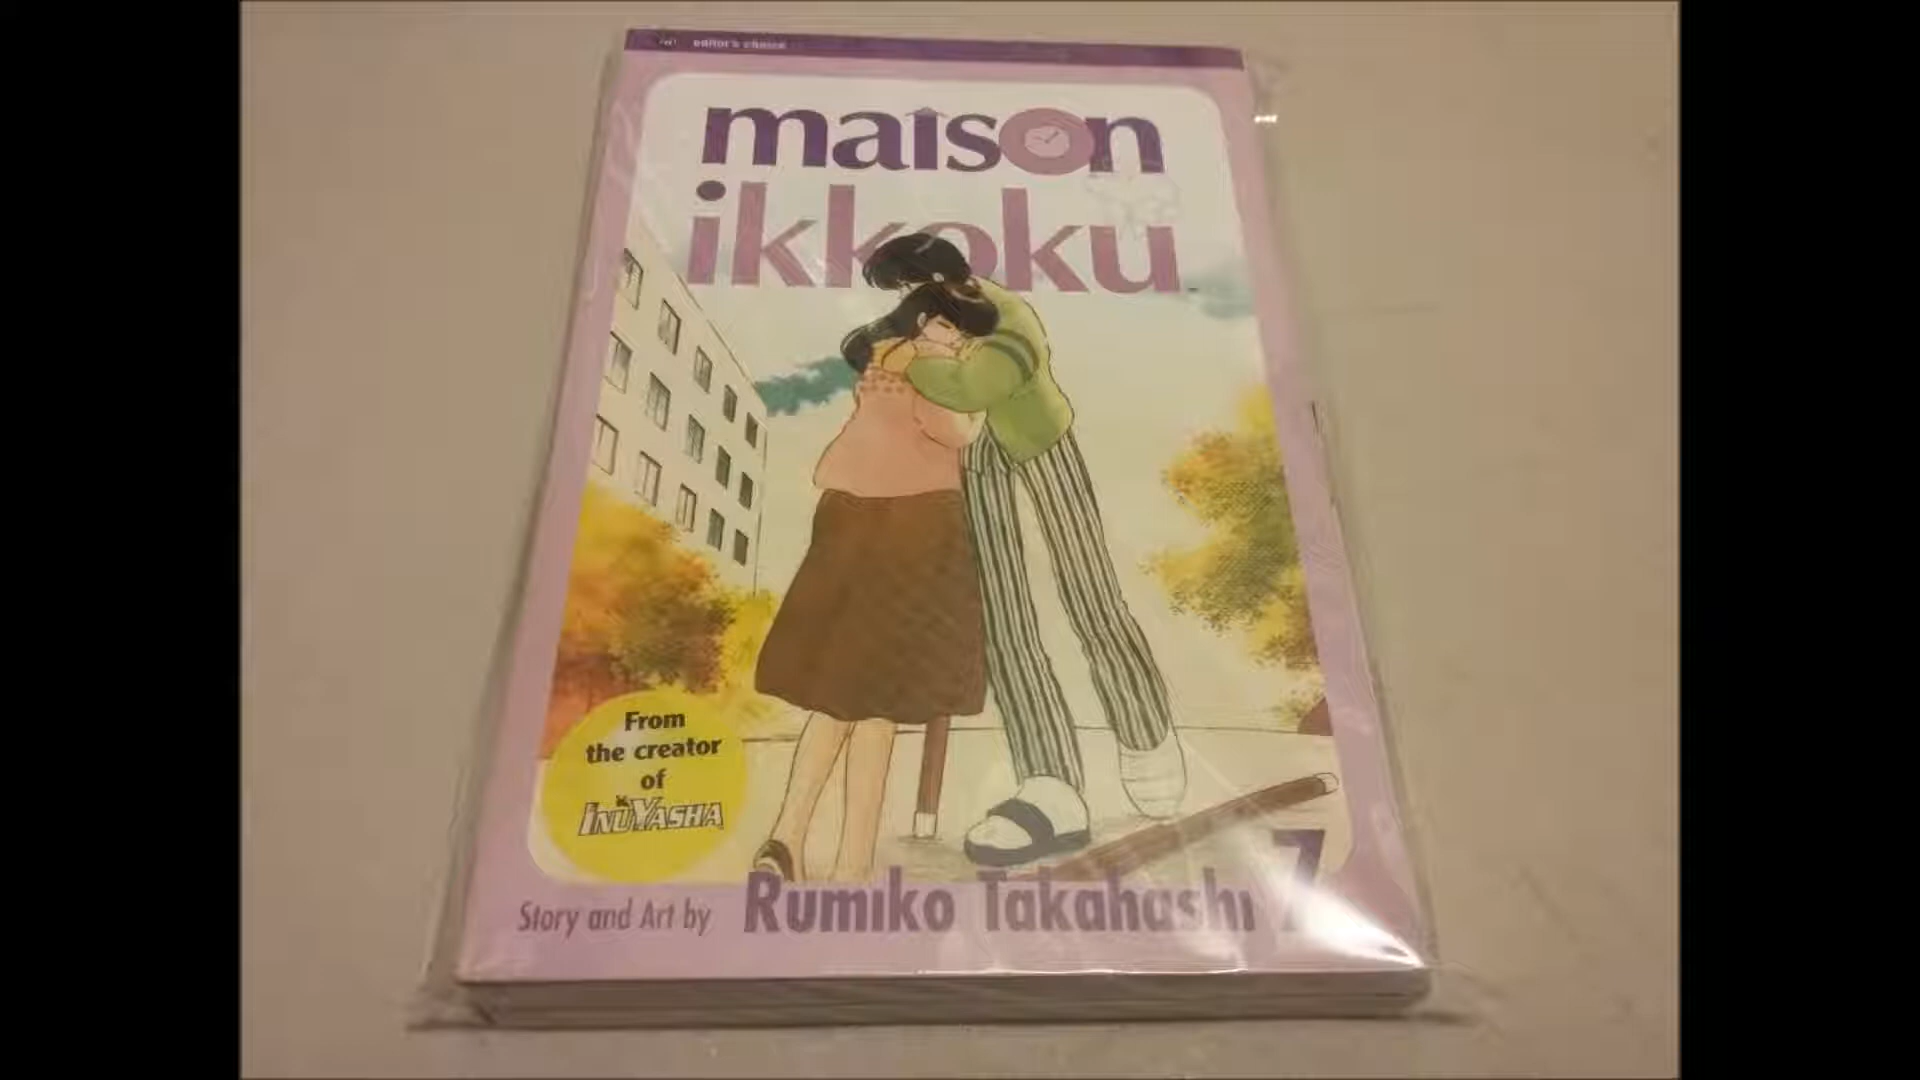 editor's choice
maison
ikkoku
From
the creator
of
INUYASHA
Story and Art by Rumiko Takahashi 7